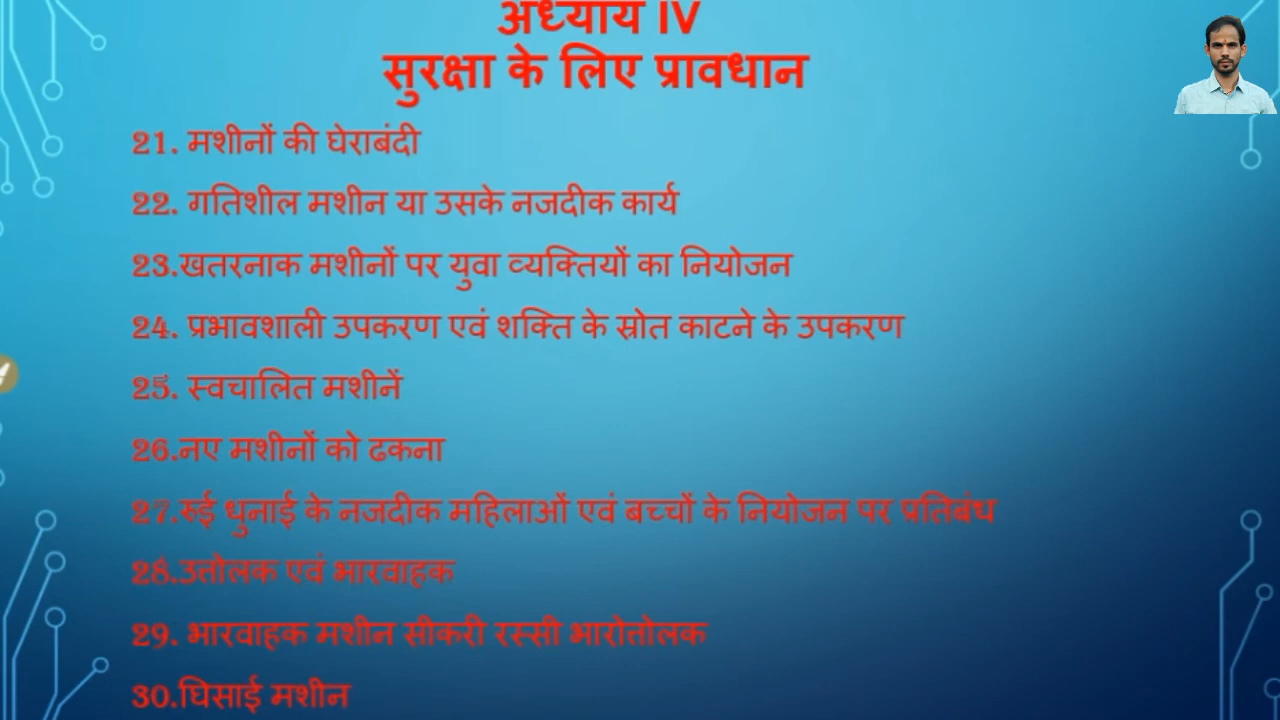 अध्याय IV
सुरक्षा के लिए प्रावधान
21. मशीनों की घेराबंदी
22. गतिशील मशीन या उसके नजदीक कार्य
23.खतरनाक मशीनों पर युवा व्यक्तियों का नियोजन
24. प्रभावशाली उपकरण एवं शक्ति के स्रोत काटने के उपकरण
25. स्वचालित मशीनें
26.नए मशीनों को ढकना
27.रुई धुनाई के नजदीक महिलाओं एवं बच्चों के नियोजन पर प्रतिबंध
28.उतोलक एवं भारवाहक
29. भारवाहक मशीन सीकरी रस्सी भारोत्तोलक
30.घिसाई मशीन